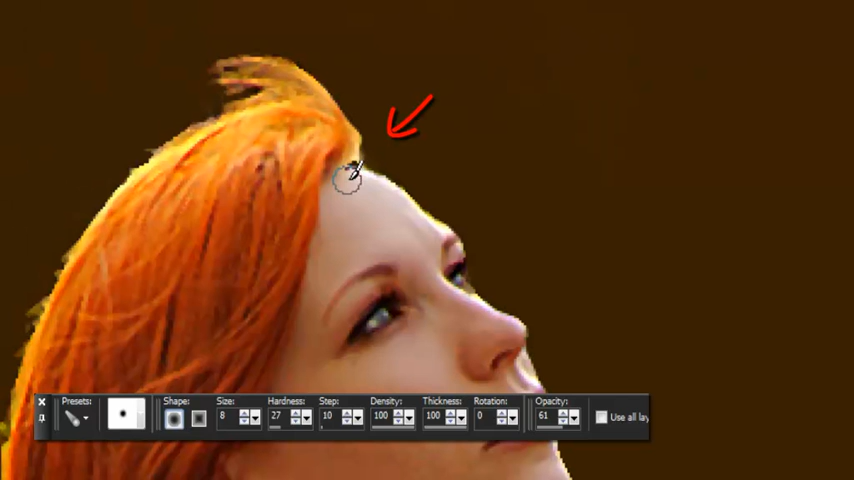 Presets: Shape: Size: Hardness: Step: Density: Thickness: Rotation: Opacity:
8 27 10 100 100 0 61 Use all lay